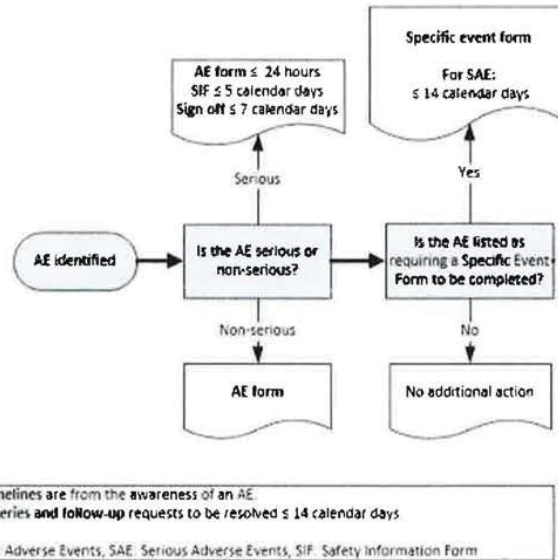 Specific event form
For SAE:
≤ 14 calendar days
AE form ≤ 24 hours
SIF ≤ 5 calendar days
Sign off ≤ 7 calendar days
Serious
Yes
AE identified
Is the AE serious or
non-serious?
Is the AE listed as
requiring a Specific Event
Form to be completed?
Non-serious
No
AE form
No additional action
are from the awareness of an AE.
and follow-up requests to be resolved ≤ 14 calendar days
Adverse Events, SAE: Serious Adverse Events, SIF: Safety Information Form